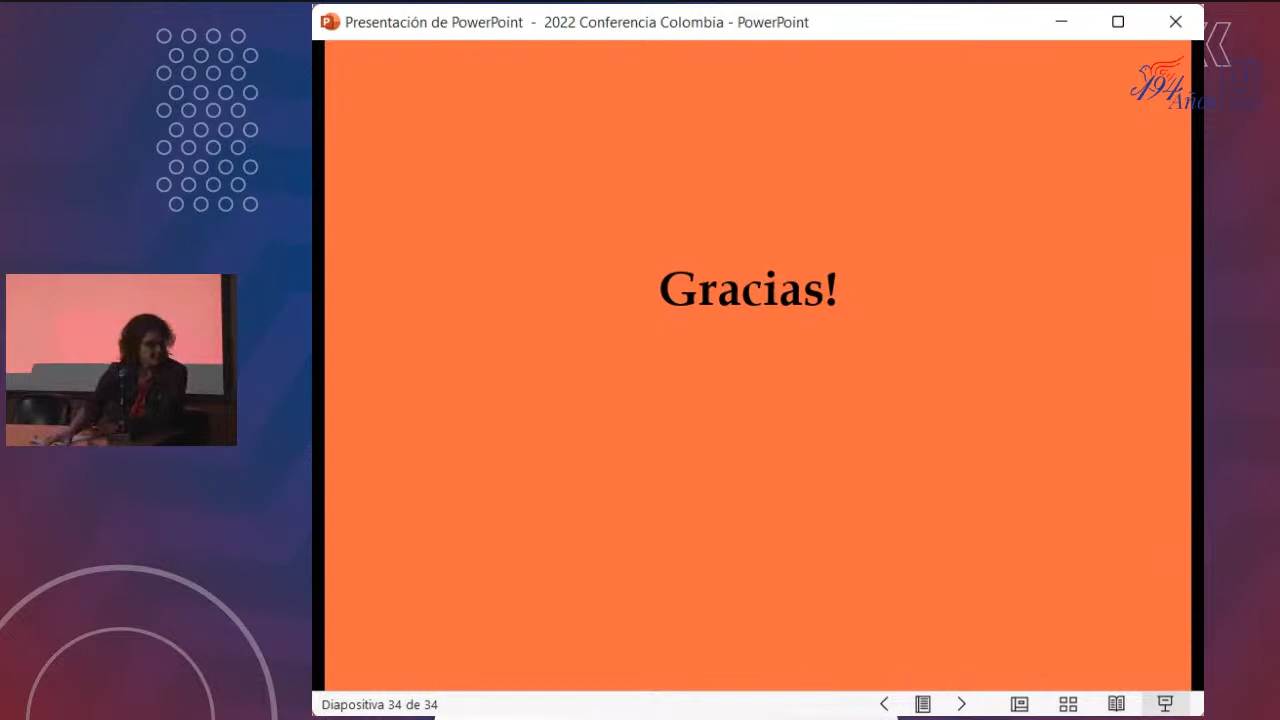 Presentación de PowerPoint - 2022 Conferencia Colombia - PowerPoint
194
Años
Gracias!
Diapositiva 34 de 34